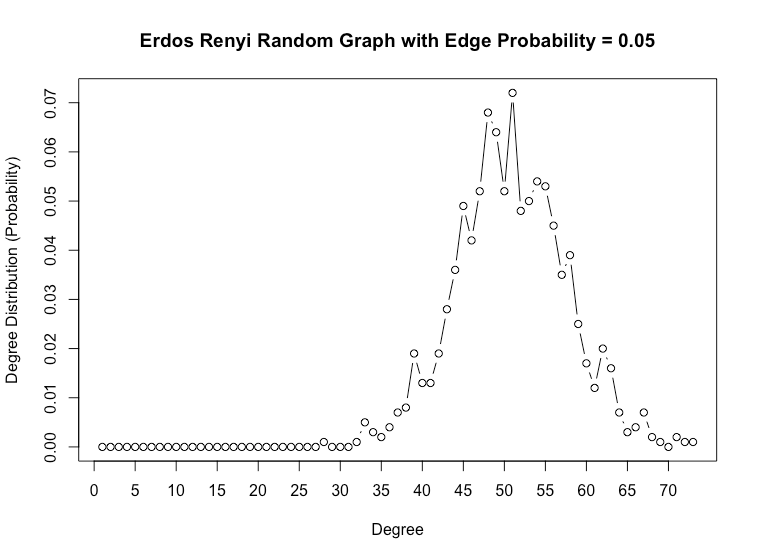 Erdos Renyi Random Graph with Edge Probability = 0.05
Degree Distribution (Probability)
0.07
0.06
0.05
0.04
0.03
0.02
0.01
0.00
0 5 10 15 20 25 30 35 40 45 50 55 60 65 70
Degree